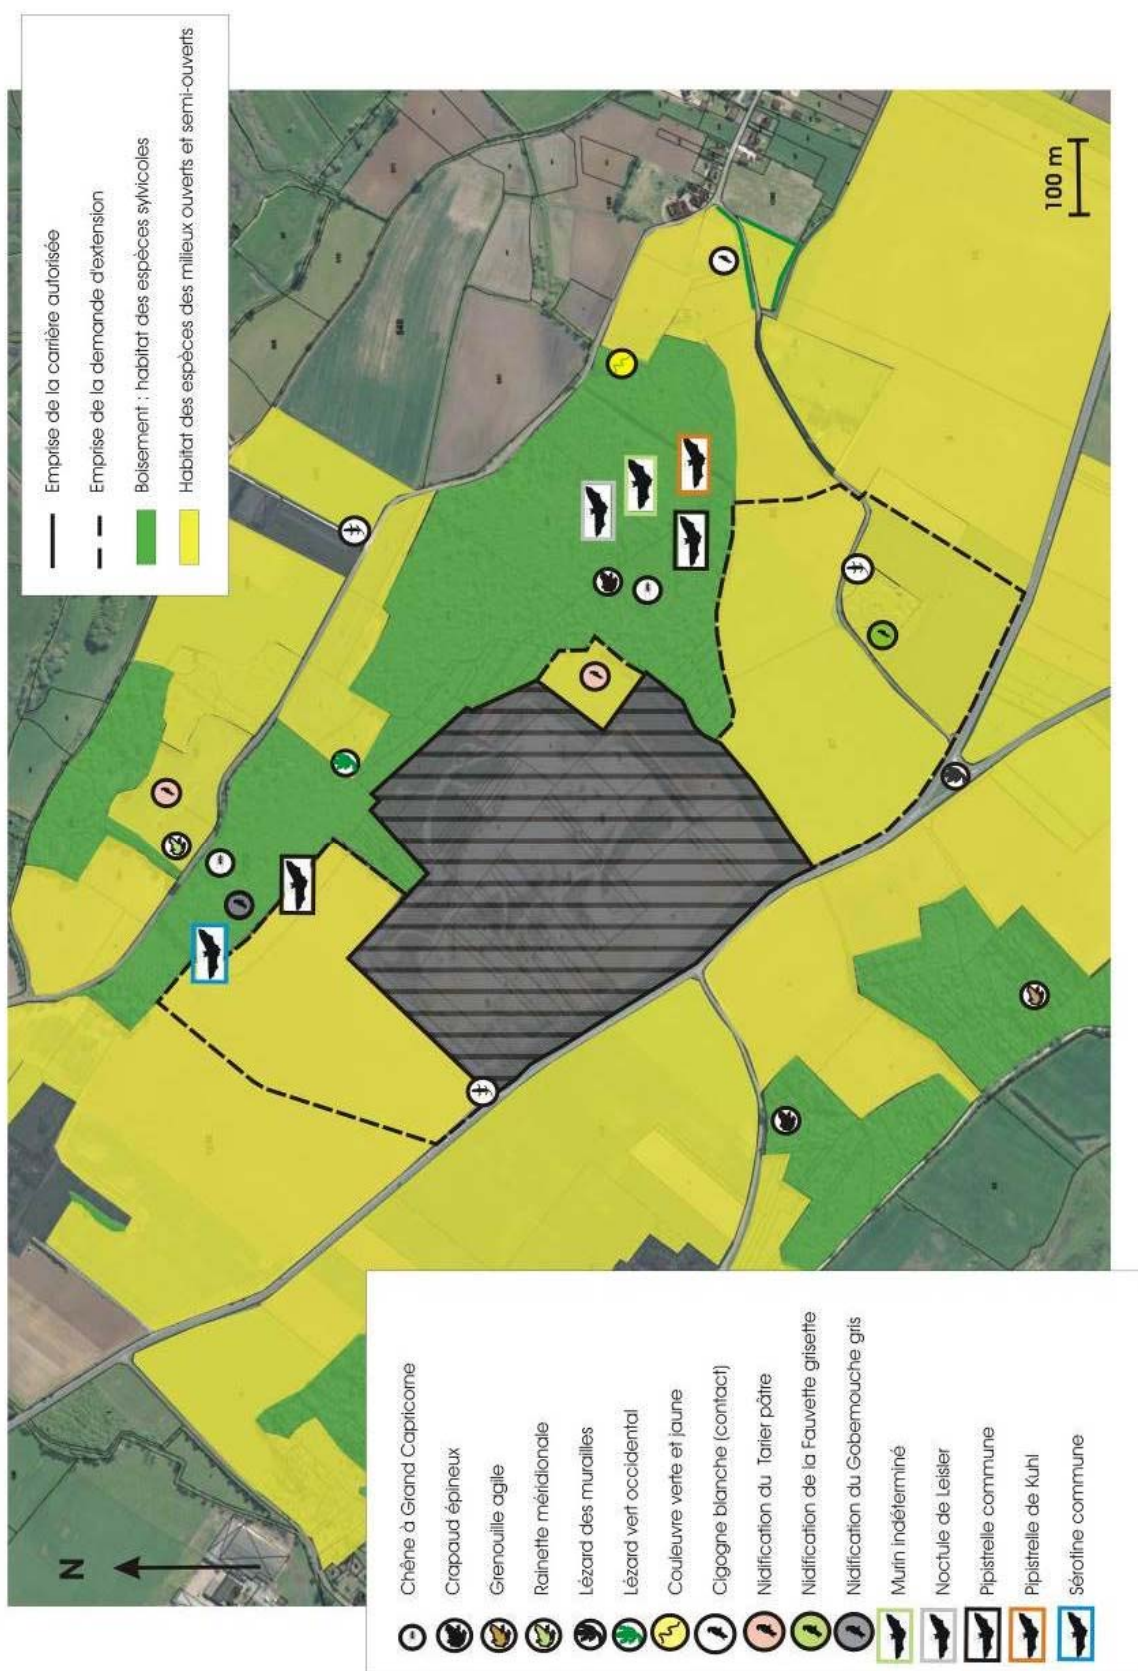 Emprise de la carrière autorisée
Emprise de la demande d'extension
Boisement : habitat des espèces sylvicoles
Habitat des espèces des milieux ouverts et semi-ouverts
100 m
N
Chêne à Grand Capricorne
Crapaud épineux
Grenouille agile
Rainette méridionale
Lézard des murailles
Lézard vert occidental
Couleuvre verte et jaune
Cigogne blanche (contact)
Nidification du Tarier pâtre
Nidification de la Fauvette grisette
Nidification du Gobemouche gris
Murin indéterminé
Noctule de Leisler
Pipistrelle commune
Pipistrelle de Kuhl
Sérotine commune